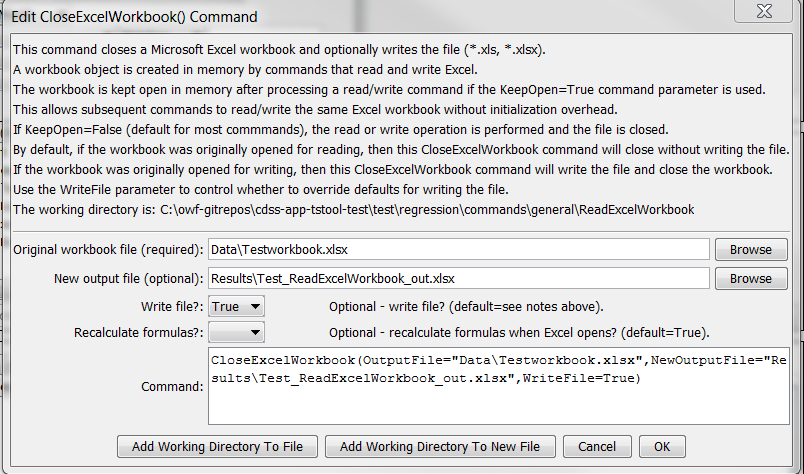 Edit CloseExcelWorkbook() Command
This command closes a Microsoft Excel workbook and optionally writes the file (*.xls, *.xlsx).
A workbook object is created in memory by commands that read and write Excel.
The workbook is kept open in memory after processing a read/write command if the KeepOpen=True command parameter is used.
This allows subsequent commands to read/write the same Excel workbook without initialization overhead.
If KeepOpen=False (default for most commmands), the read or write operation is performed and the file is closed.
By default, if the workbook was originally opened for reading, then this CloseExcelWorkbook command will close without writing the file.
If the workbook was originally opened for writing, then this CloseExcelWorkbook command will write the file and close the workbook.
Use the WriteFile parameter to control whether to override defaults for writing the file.
The working directory is: C:\owf-gitrepos\cdss-app-tstool-test\test\regression\commands\general\ReadExcelWorkbook
Original workbook file (required): Data\Testworkbook.xlsx Browse
New output file (optional): Results\Test_ReadExcelWorkbook_out.xlsx Browse
Write file?: True Optional - write file? (default=see notes above).
Recalculate formulas?: Optional - recalculate formulas when Excel opens? (default=True).
CloseExcelWorkbook(OutputFile="Data\Testworkbook.xlsx",NewOutputFile="Re
sults\Test_ReadExcelWorkbook_out.xlsx",WriteFile=True)
Command:
Add Working Directory To File Add Working Directory To New File Cancel OK